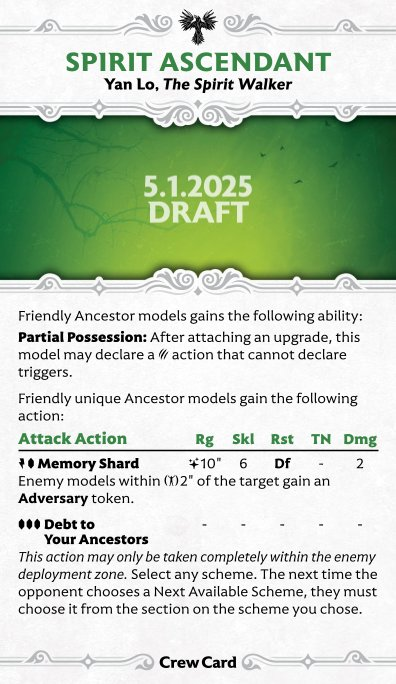 SPIRIT ASCENDANT
Yan Lo, The Spirit Walker
5.1.2025
DRAFT
Friendly Ancestor models gains the following ability:
Partial Possession: After attaching an upgrade, this
model may declare a action that cannot declare
triggers.
Friendly unique Ancestor models gain the following
action:
Attack Action Rg Skl Rst TN Dmg
Memory Shard 10" 6 Df - 2
Enemy models within 2" of the target gain an
Adversary token.
Debt to - - - - -
Your Ancestors
This action may only be taken completely within the enemy
deployment zone. Select any scheme. The next time the
opponent chooses a Next Available Scheme, they must
choose it from the section on the scheme you chose.
Crew Card